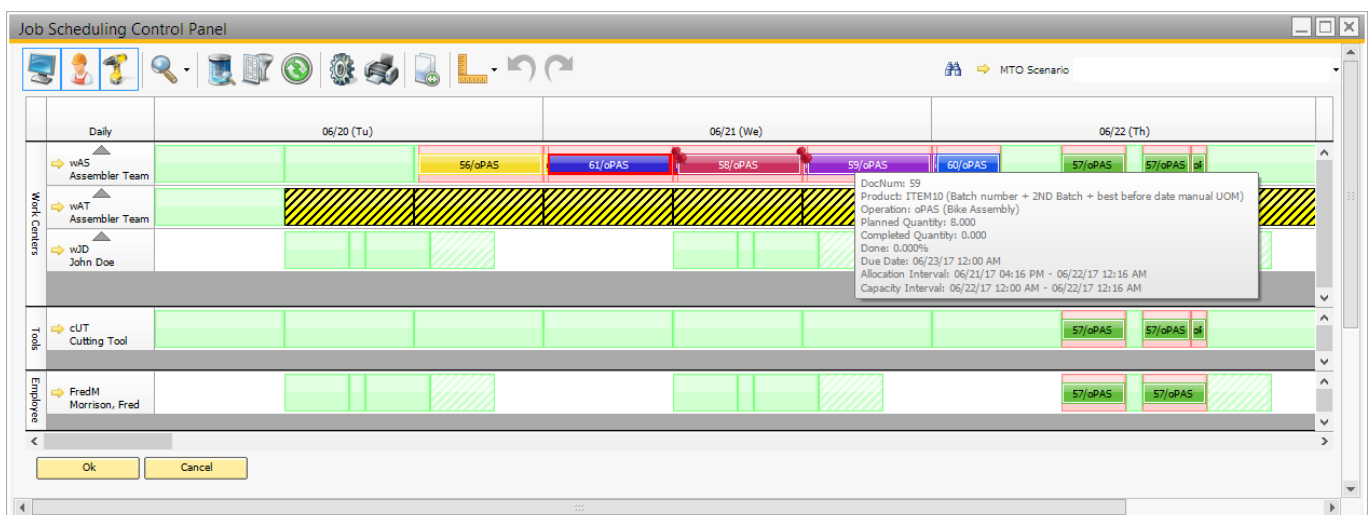 Job Scheduling Control Panel
MTO Scenario
Daily
06/20 (Tu)
06/21 (We)
06/22 (Th)
Work Centers
wAS
Assembler Team
56/oPAS
61/oPAS
58/oPAS
59/oPAS
60/oPAS
57/oPAS
57/oPAS
wAT
Assembler Team
wJD
John Doe
DocNum: 59
Product: ITEM10 (Batch number + 2ND Batch + best before date manual UOM)
Operation: oPAS (Bike Assembly)
Planned Quantity: 8.000
Completed Quantity: 0.000
Done: 0.000%
Due Date: 06/23/17 12:00 AM
Allocation Interval: 06/21/17 04:16 PM - 06/22/17 12:16 AM
Capacity Interval: 06/22/17 12:00 AM - 06/22/17 12:16 AM
Tools
cUT
Cutting Tool
57/oPAS
57/oPAS
Employee
FredM
Morrison, Fred
57/oPAS
57/oPAS
Ok
Cancel